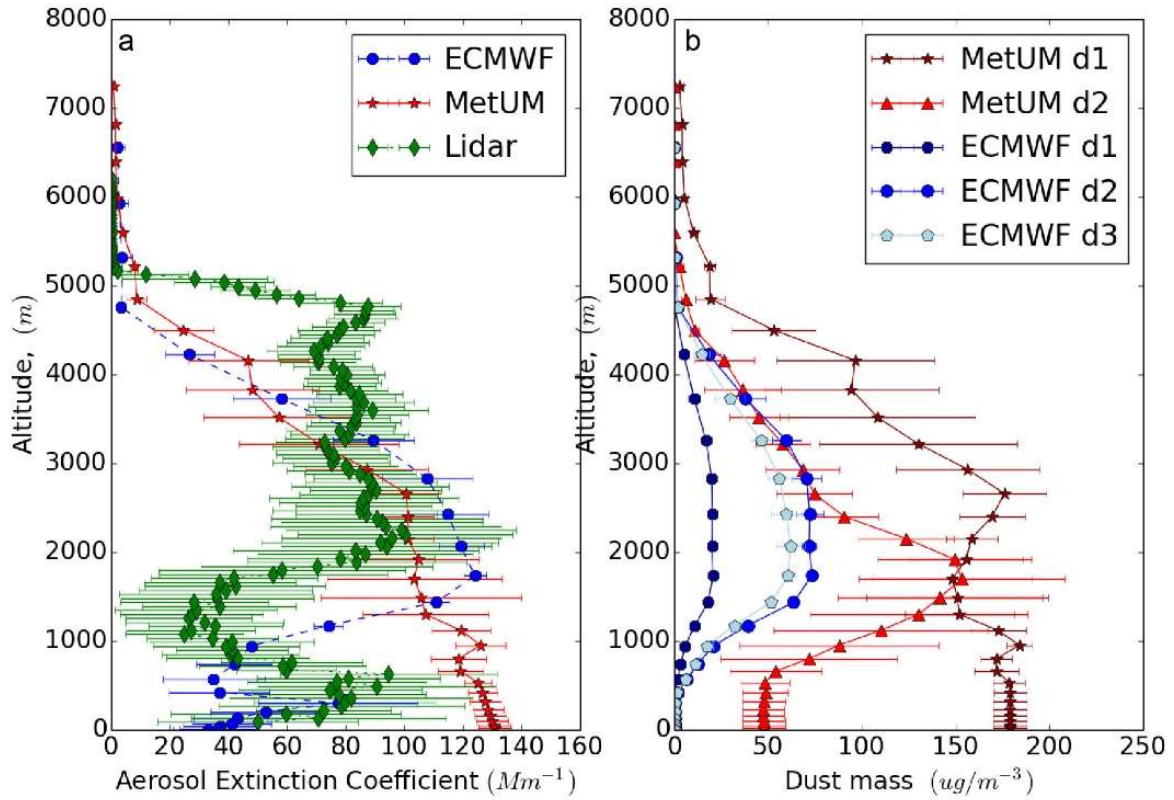 a
ECMWF
MetUM
Lidar
8000
7000
6000
5000
4000
3000
2000
1000
0
Altitude, (m)
0 20 40 60 80 100 120 140 160
Aerosol Extinction Coefficient (Mm⁻¹)
b
MetUM d1
MetUM d2
ECMWF d1
ECMWF d2
ECMWF d3
8000
7000
6000
5000
4000
3000
2000
1000
0
Altitude, (m)
0 50 100 150 200 250
Dust mass (ug/m⁻³)